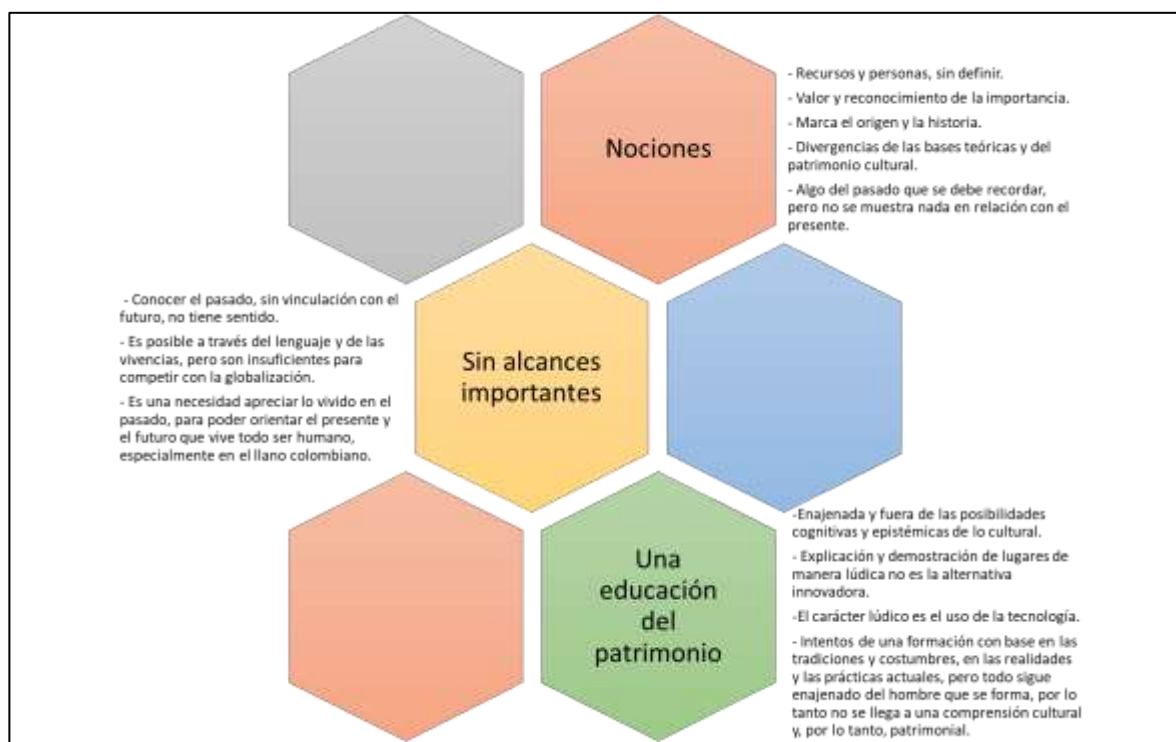 Nociones
- Recursos y personas, sin definir.
- Valor y reconocimiento de la importancia.
- Marca el origen y la historia.
- Divergencias de las bases teóricas y del
patrimonio cultural.
- Algo del pasado que se debe recordar,
pero no se muestra nada en relación con el
presente.
- Conocer el pasado, sin vinculación con el
futuro, no tiene sentido.
- Es posible a través del lenguaje y de las
vivencias, pero son insuficientes para
competir con la globalización.
- Es una necesidad apreciar lo vivido en el
pasado, para poder orientar el presente y
el futuro que vive todo ser humano,
especialmente en el llano colombiano.
Sin alcances
importantes
Una
educación
del
patrimonio
-Enajenada y fuera de las posibilidades
cognitivas y epistémicas de lo cultural.
- Explicación y demostración de lugares de
manera lúdica no es la alternativa
innovadora.
-El carácter lúdico es el uso de la tecnología.
- Intentos de una formación con base en las
tradiciones y costumbres, en las realidades
y las prácticas actuales, pero todo sigue
enajenado del hombre que se forma, por lo
tanto no se llega a una comprensión cultural
y, por lo tanto, patrimonial.